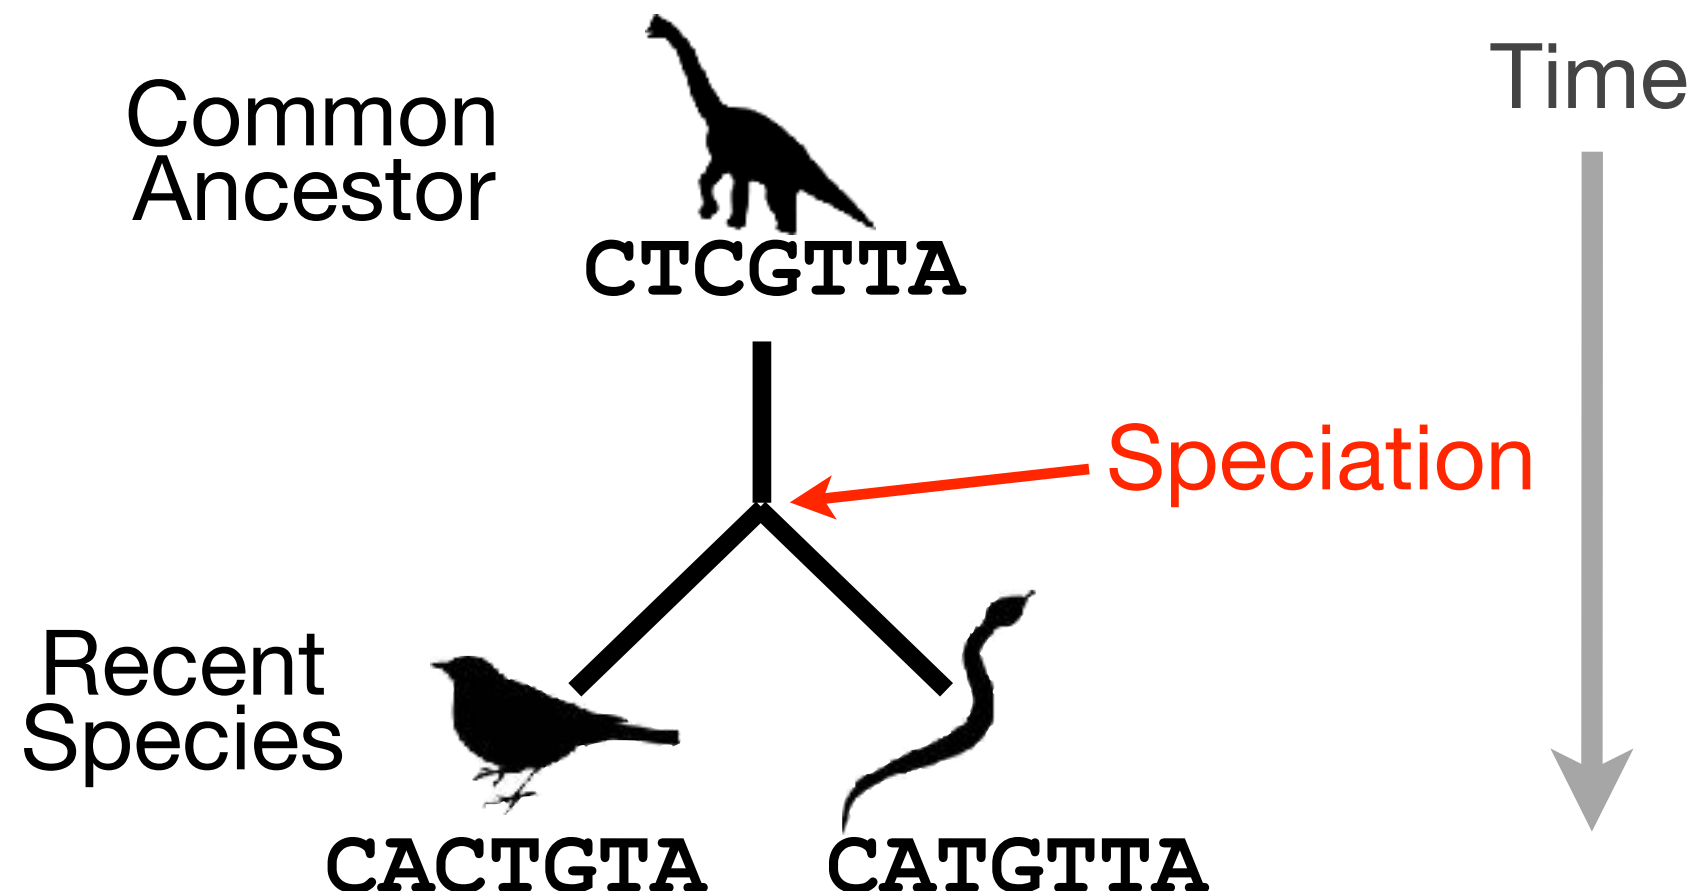 Common
Ancestor
Time
CTCGTTA
Speciation
Recent
Species
CACTGTA
CATGTTA